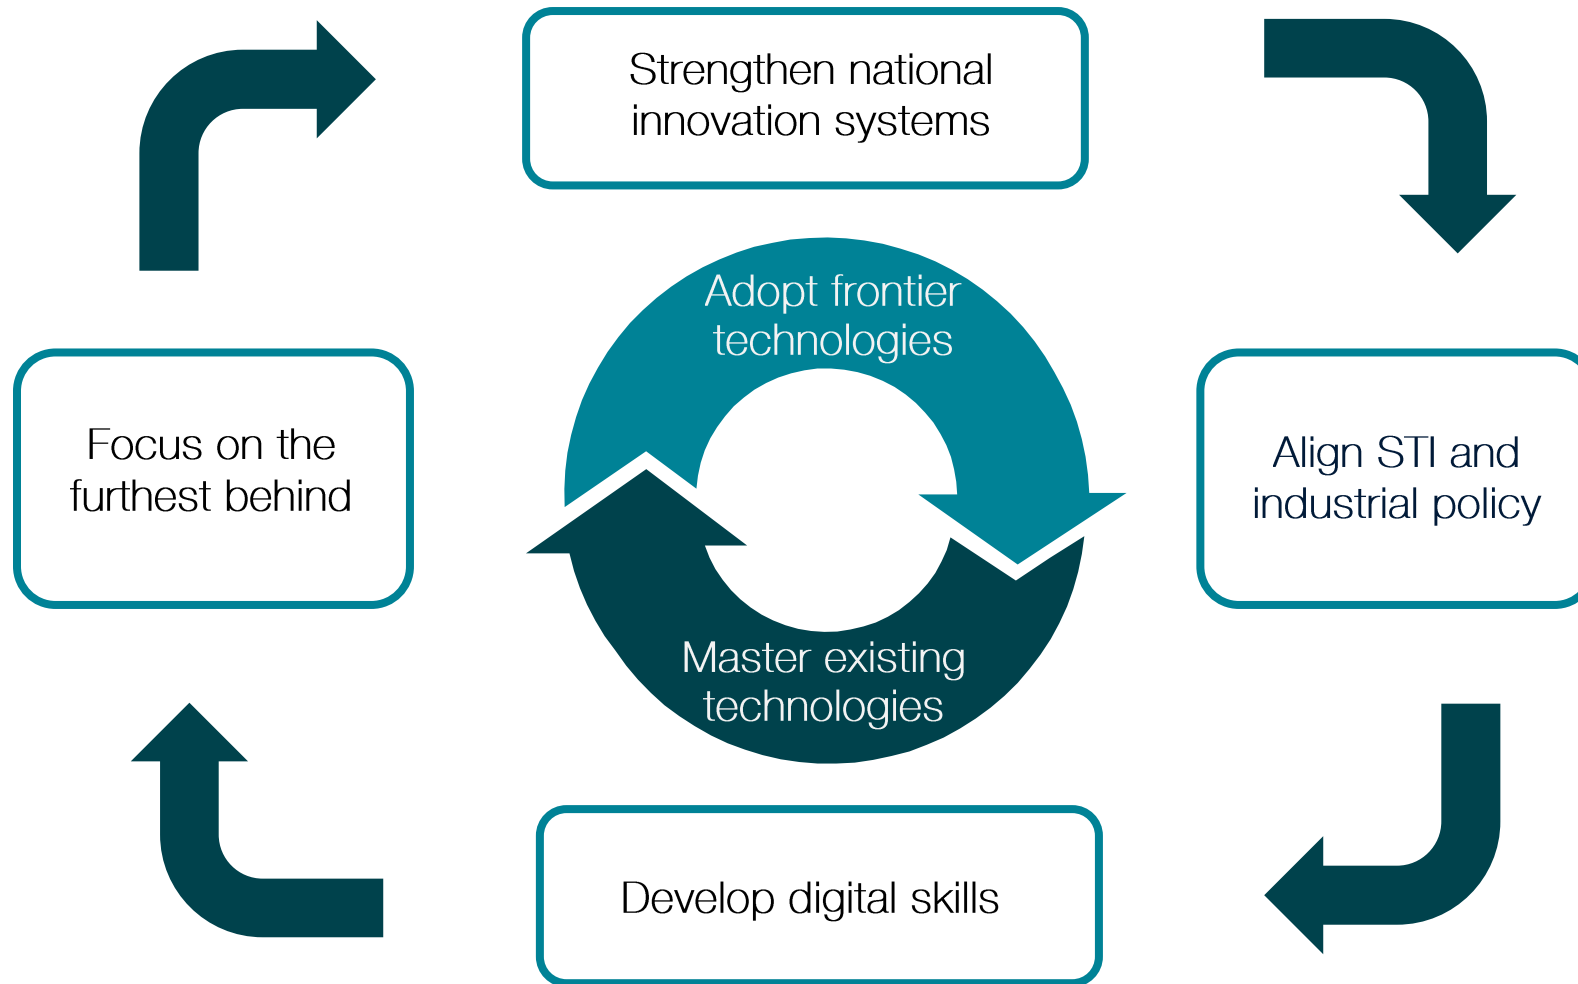 Strengthen national
innovation systems
Adopt frontier
technologies
Focus on the
furthest behind
Align STI and
industrial policy
Master existing
technologies
Develop digital skills